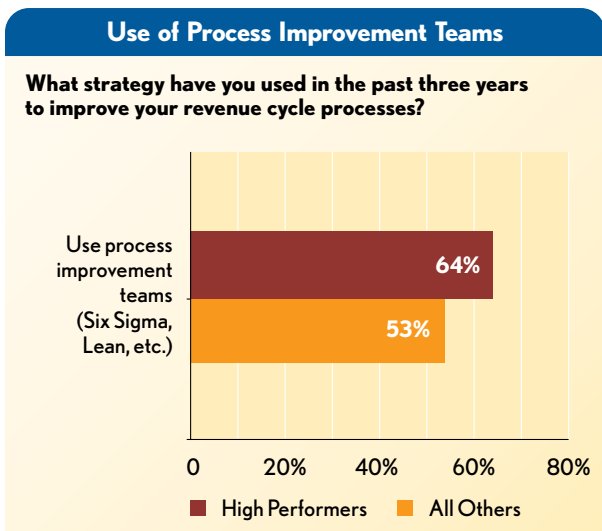 Use of Process Improvement Teams
What strategy have you used in the past three years
to improve your revenue cycle processes?
Use process
improvement
teams
(Six Sigma,
Lean, etc.)
64%
53%
0 20% 40% 60% 80%
High Performers All Others